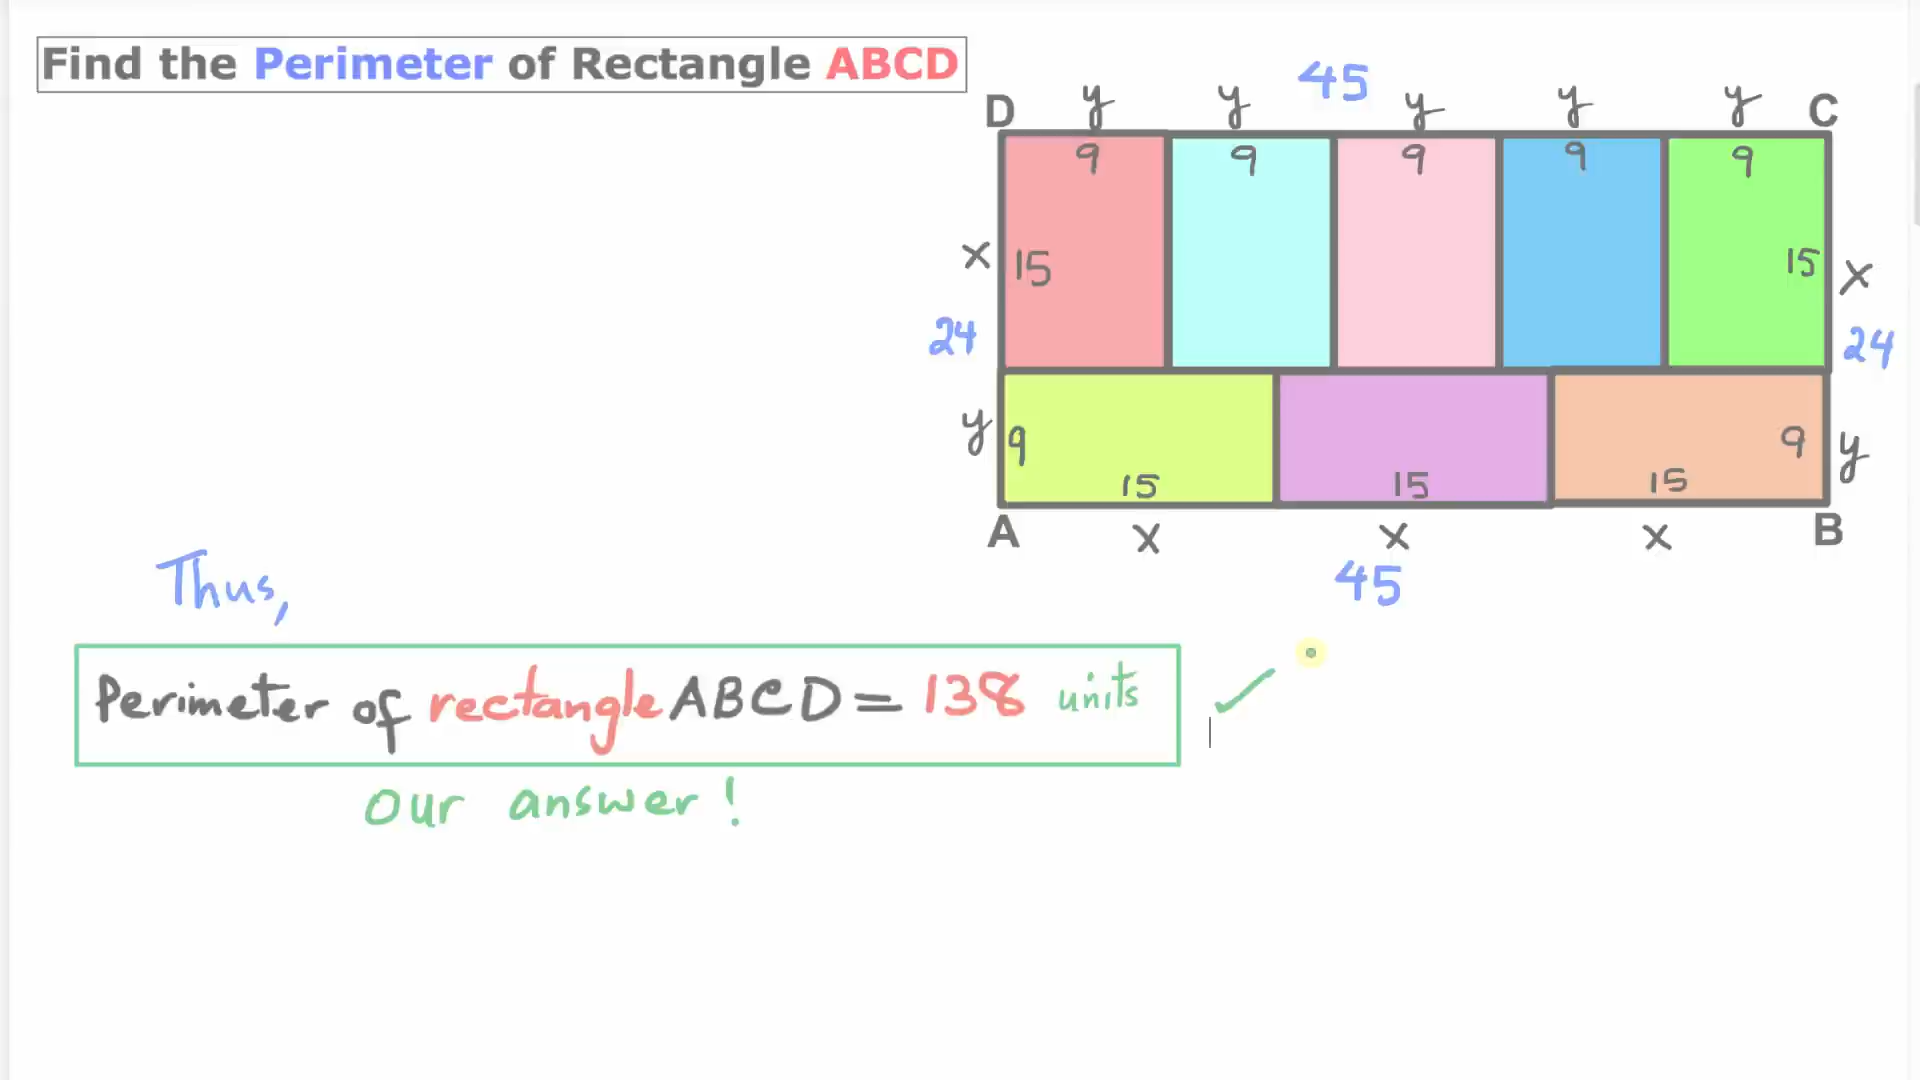 Find the Perimeter of Rectangle ABCD
45
D y y y y y C
9 9 9 9 9
x 15 15 x
24 24
y 9 9 y
15 15 15
A x x x B
45
Thus,
Perimeter of rectangle ABCD = 138 units
our answer!